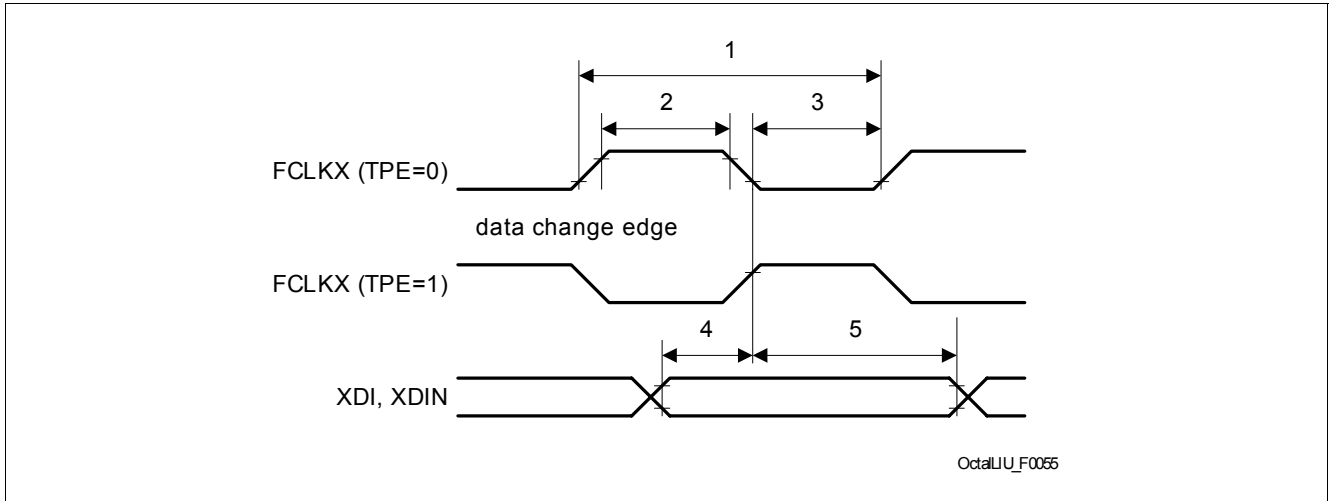 1
2 3
FCLKX (TPE=0)
data change edge
FCLKX (TPE=1)
4 5
XDI, XDIN
OctalLIU_F0055